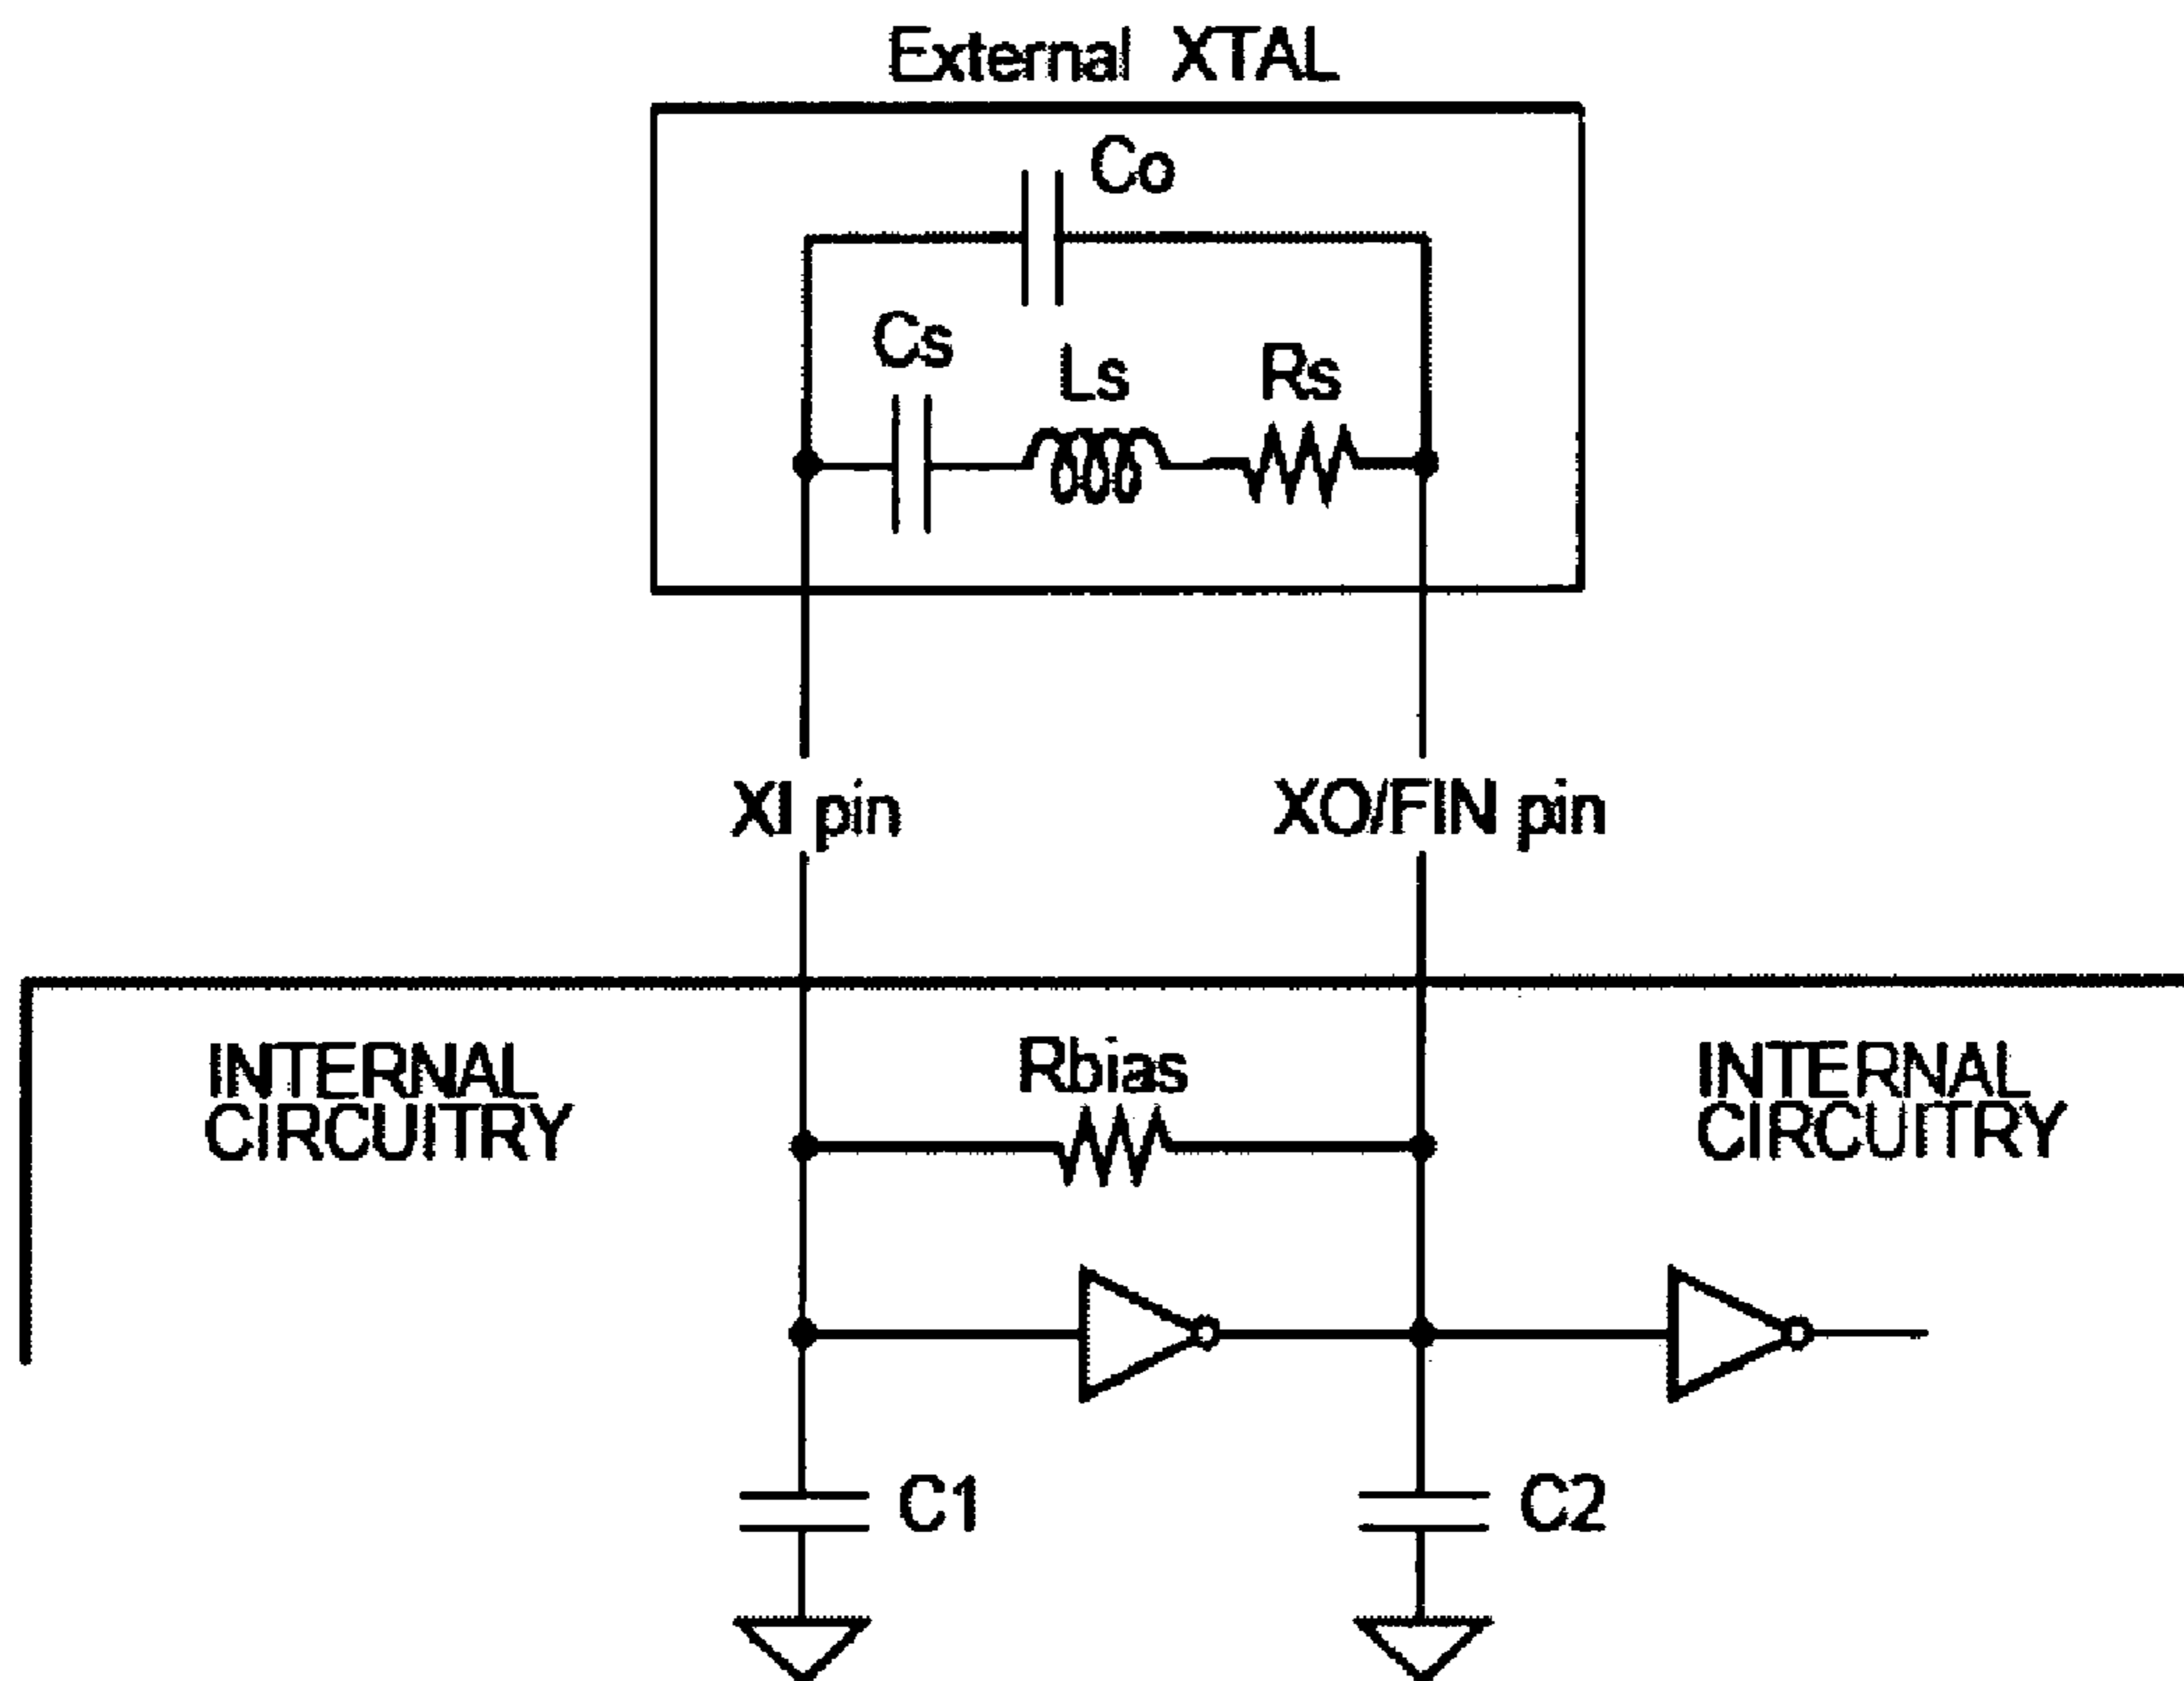 External XTAL
Co
Cs
Ls
Rs
XI pin
XO/FIN pin
INTERNAL
CIRCUITRY
Rbias
INTERNAL
CIRCUITRY
C1
C2